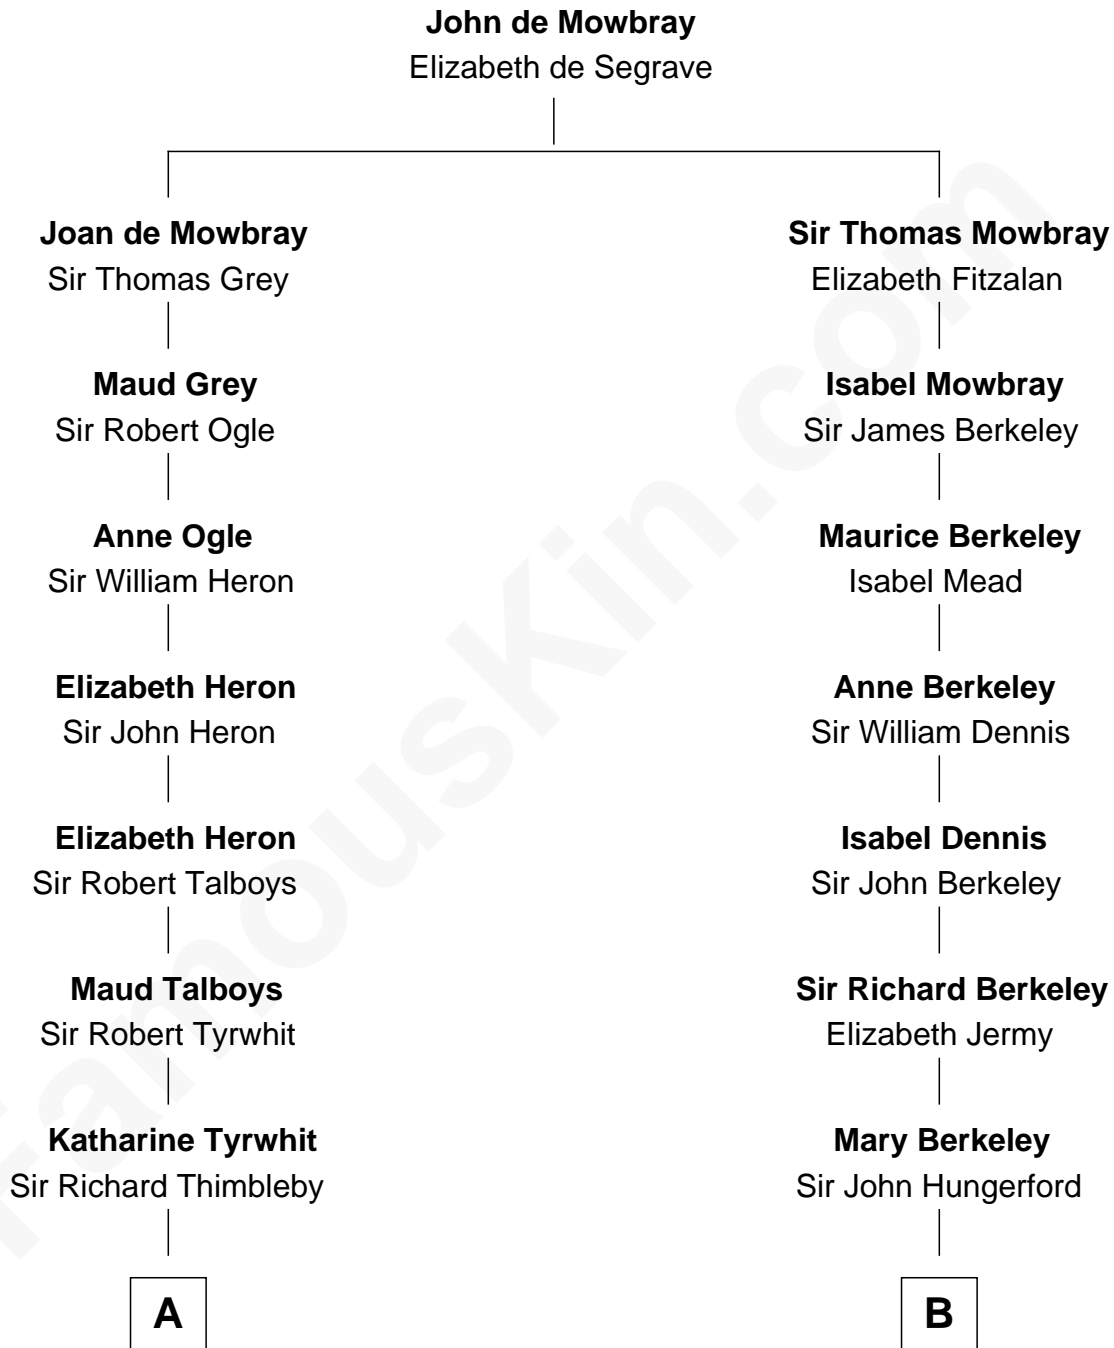 John de Mowbray
Elizabeth de Segrave
Joan de Mowbray
Sir Thomas Grey
Sir Thomas Mowbray
Elizabeth Fitzalan
Maud Grey
Sir Robert Ogle
Isabel Mowbray
Sir James Berkeley
Anne Ogle
Sir William Heron
Maurice Berkeley
Isabel Mead
Elizabeth Heron
Sir John Heron
Anne Berkeley
Sir William Dennis
Elizabeth Heron
Sir Robert Talboys
Isabel Dennis
Sir John Berkeley
Maud Talboys
Sir Robert Tyrwhit
Sir Richard Berkeley
Elizabeth Jermy
Katharine Tyrwhit
Sir Richard Thimbleby
Mary Berkeley
Sir John Hungerford
A
B
FamousKin.com